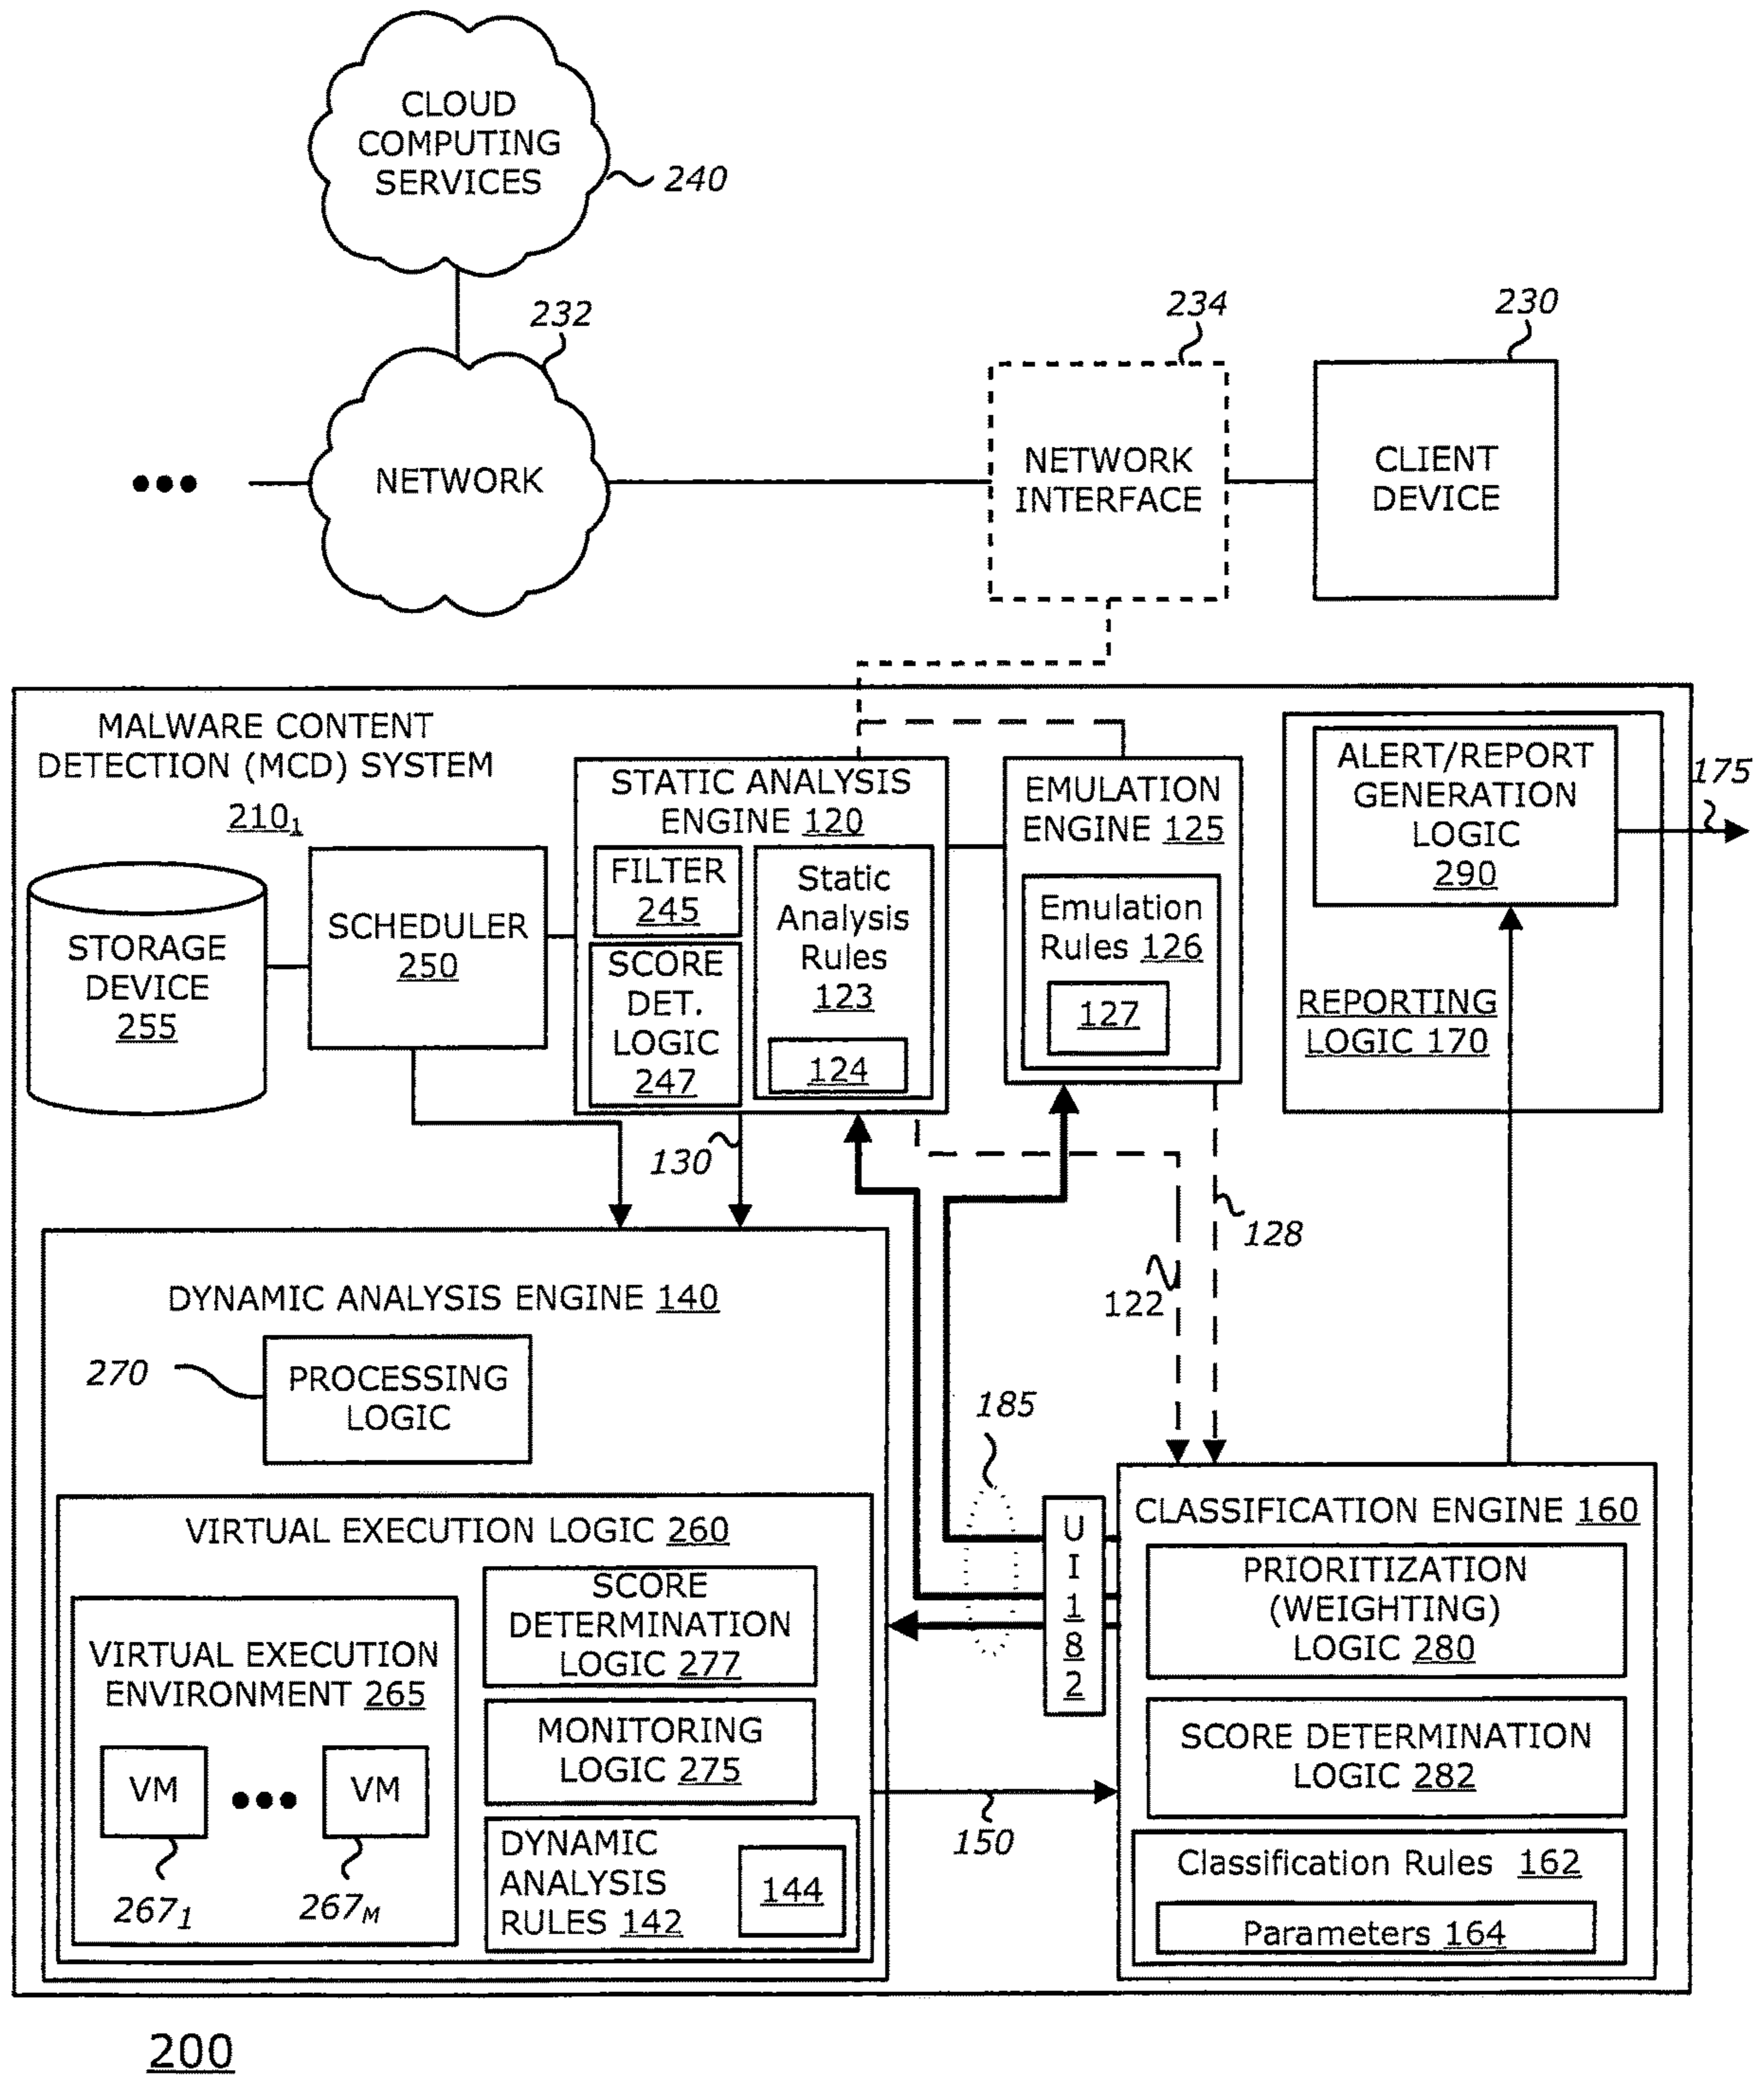 CLOUD
COMPUTING
SERVICES
240
232
234
230
NETWORK
NETWORK
INTERFACE
CLIENT
DEVICE
MALWARE CONTENT
DETECTION (MCD) SYSTEM
210₁
STORAGE
DEVICE
255
SCHEDULER
250
STATIC ANALYSIS
ENGINE 120
FILTER
245
SCORE
DET.
LOGIC
247
Static
Analysis
Rules
123
124
EMULATION
ENGINE 125
Emulation
Rules 126
127
ALERT/REPORT
GENERATION
LOGIC
290
175
REPORTING
LOGIC 170
130
128
122
DYNAMIC ANALYSIS ENGINE 140
270
PROCESSING
LOGIC
185
VIRTUAL EXECUTION LOGIC 260
VIRTUAL EXECUTION
ENVIRONMENT 265
VM
VM
267₁
267M
SCORE
DETERMINATION
LOGIC 277
MONITORING
LOGIC 275
DYNAMIC
ANALYSIS
RULES 142
144
150
U
I
1
8
2
CLASSIFICATION ENGINE 160
PRIORITIZATION
(WEIGHTING)
LOGIC 280
SCORE DETERMINATION
LOGIC 282
Classification Rules 162
Parameters 164
200